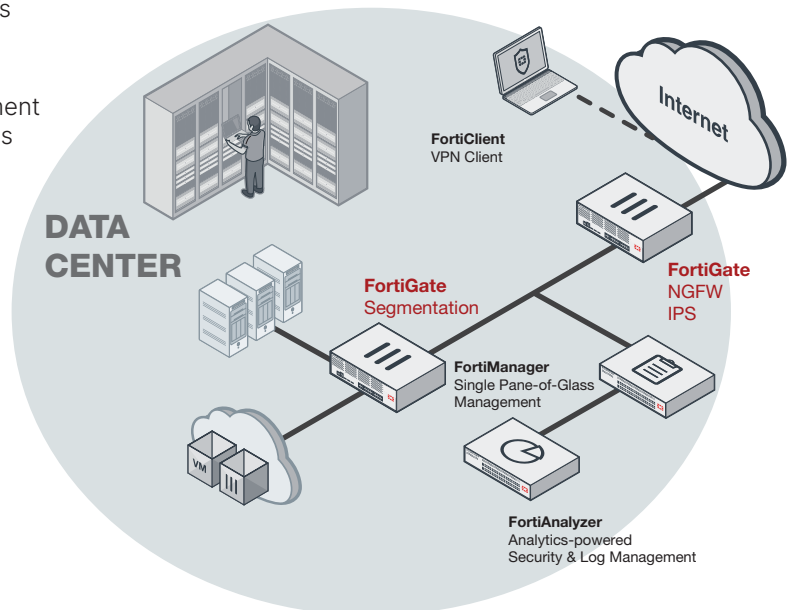 s
ment
s
DATA
CENTER
FortiClient
VPN Client
Internet
FortiGate
NGFW
IPS
FortiGate
Segmentation
FortiManager
Single Pane-of-Glass
Management
VM
FortiAnalyzer
Analytics-powered
Security & Log Management